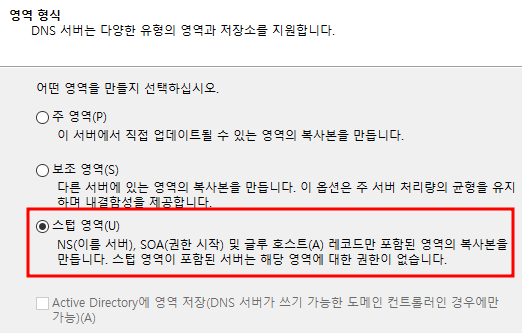 영역 형식
DNS 서버는 다양한 유형의 영역과 저장소를 지원합니다.
어떤 영역을 만들지 선택하십시오.
주 영역(P)
이 서버에서 직접 업데이트될 수 있는 영역의 복사본을 만듭니다.
보조 영역(S)
다른 서버에 있는 영역의 복사본을 만듭니다. 이 옵션은 주 서버 처리량의 균형을 유지
하며 내결함성을 제공합니다.
스텁 영역(U)
NS(이름 서버), SOA(권한 시작) 및 글루 호스트(A) 레코드만 포함된 영역의 복사본을
만듭니다. 스텁 영역이 포함된 서버는 해당 영역에 대한 권한이 없습니다.
Active Directory에 영역 저장(DNS 서버가 쓰기 가능한 도메인 컨트롤러인 경우에만
가능)(A)